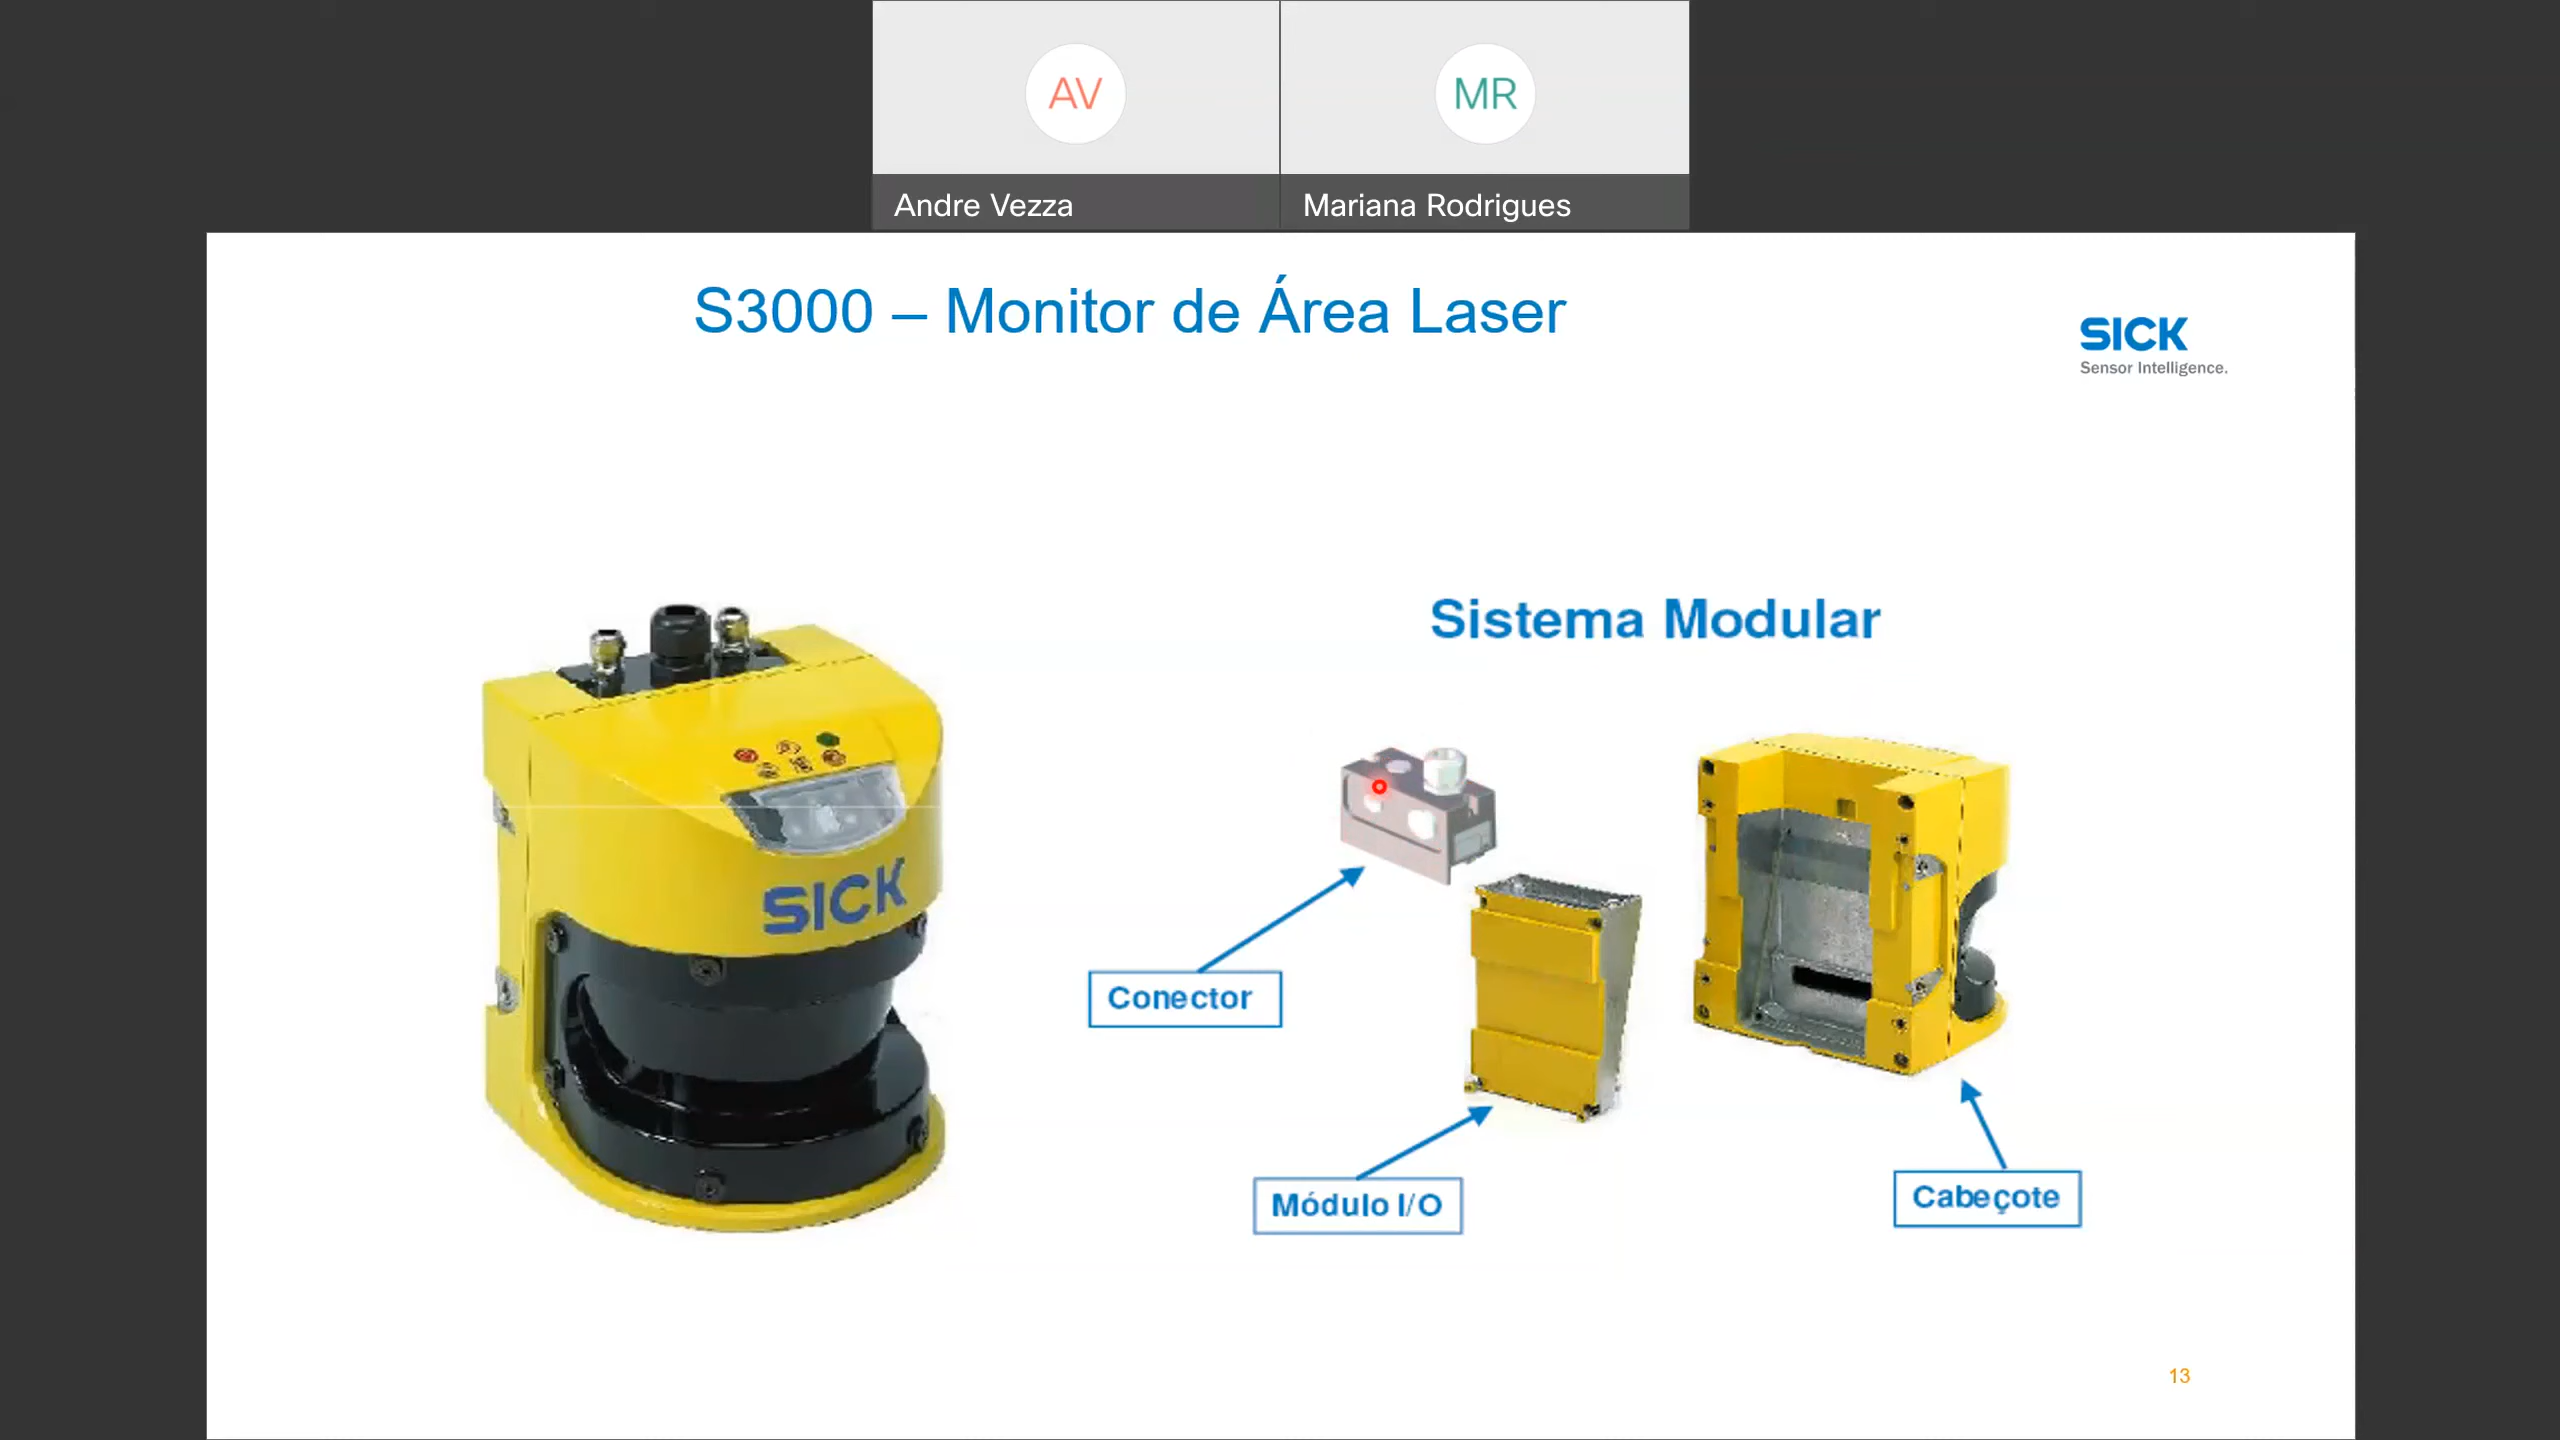 AV
MR
Andre Vezza
Mariana Rodrigues
S3000 – Monitor de Área Laser
SICK
Sensor Intelligence.
Sistema Modular
SICK
Conector
Módulo I/O
Cabeçote
13